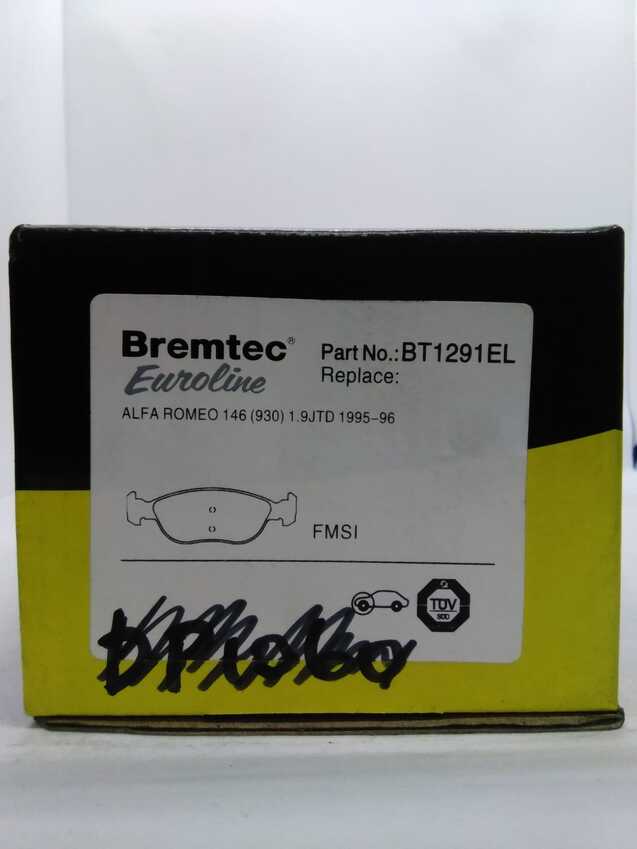 Bremtec®
Euroline
Part No.:BT1291EL
Replace:
ALFA ROMEO 146 (930) 1.9JTD 1995-96
FMSI
TÜV